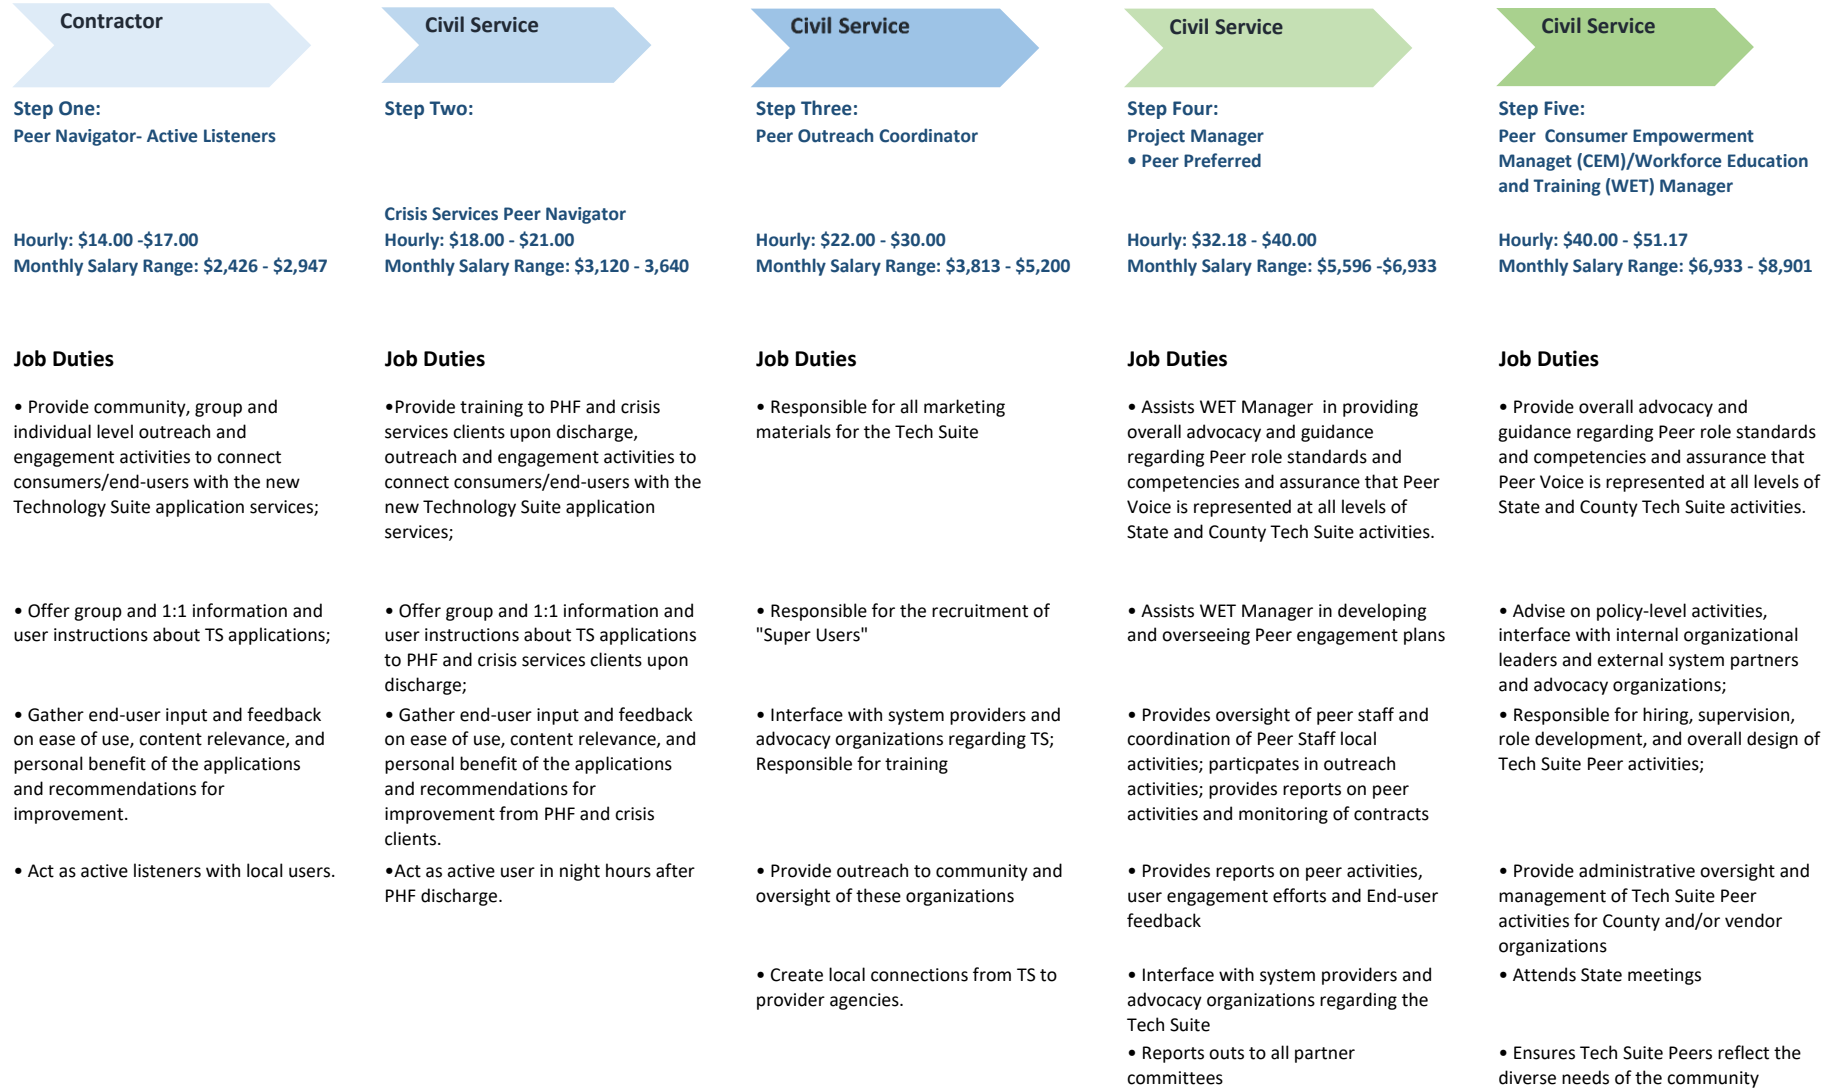 Contractor
Civil Service
Civil Service
Civil Service
Civil Service
Step One:
Peer Navigator- Active Listeners
Hourly: $14.00 -$17.00
Monthly Salary Range: $2,426 - $2,947
Step Two:
Crisis Services Peer Navigator
Hourly: $18.00 - $21.00
Monthly Salary Range: $3,120 - 3,640
Step Three:
Peer Outreach Coordinator
Hourly: $22.00 - $30.00
Monthly Salary Range: $3,813 - $5,200
Step Four:
Project Manager
• Peer Preferred
Hourly: $32.18 - $40.00
Monthly Salary Range: $5,596 -$6,933
Step Five:
Peer  Consumer Empowerment
Managet (CEM)/Workforce Education
and Training (WET) Manager
Hourly: $40.00 - $51.17
Monthly Salary Range: $6,933 - $8,901
Job Duties
• Provide community, group and
individual level outreach and
engagement activities to connect
consumers/end-users with the new
Technology Suite application services;
• Offer group and 1:1 information and
user instructions about TS applications;
• Gather end-user input and feedback
on ease of use, content relevance, and
personal benefit of the applications
and recommendations for
improvement.
• Act as active listeners with local users.
Job Duties
•Provide training to PHF and crisis
services clients upon discharge,
outreach and engagement activities to
connect consumers/end-users with the
new Technology Suite application
services;
• Offer group and 1:1 information and
user instructions about TS applications
to PHF and crisis services clients upon
discharge;
• Gather end-user input and feedback
on ease of use, content relevance, and
personal benefit of the applications
and recommendations for
improvement from PHF and crisis
clients.
•Act as active user in night hours after
PHF discharge.
Job Duties
• Responsible for all marketing
materials for the Tech Suite
• Responsible for the recruitment of
"Super Users"
• Interface with system providers and
advocacy organizations regarding TS;
Responsible for training
• Provide outreach to community and
oversight of these organizations
• Create local connections from TS to
provider agencies.
Job Duties
• Assists WET Manager  in providing
overall advocacy and guidance
regarding Peer role standards and
competencies and assurance that Peer
Voice is represented at all levels of
State and County Tech Suite activities.
• Assists WET Manager in developing
and overseeing Peer engagement plans
• Provides oversight of peer staff and
coordination of Peer Staff local
activities; particpates in outreach
activities; provides reports on peer
activities and monitoring of contracts
• Provides reports on peer activities,
user engagement efforts and End-user
feedback
• Interface with system providers and
advocacy organizations regarding the
Tech Suite
• Reports outs to all partner
committees
Job Duties
• Provide overall advocacy and
guidance regarding Peer role standards
and competencies and assurance that
Peer Voice is represented at all levels of
State and County Tech Suite activities.
• Advise on policy-level activities,
interface with internal organizational
leaders and external system partners
and advocacy organizations;
• Responsible for hiring, supervision,
role development, and overall design of
Tech Suite Peer activities;
• Provide administrative oversight and
management of Tech Suite Peer
activities for County and/or vendor
organizations
• Attends State meetings
• Ensures Tech Suite Peers reflect the
diverse needs of the community